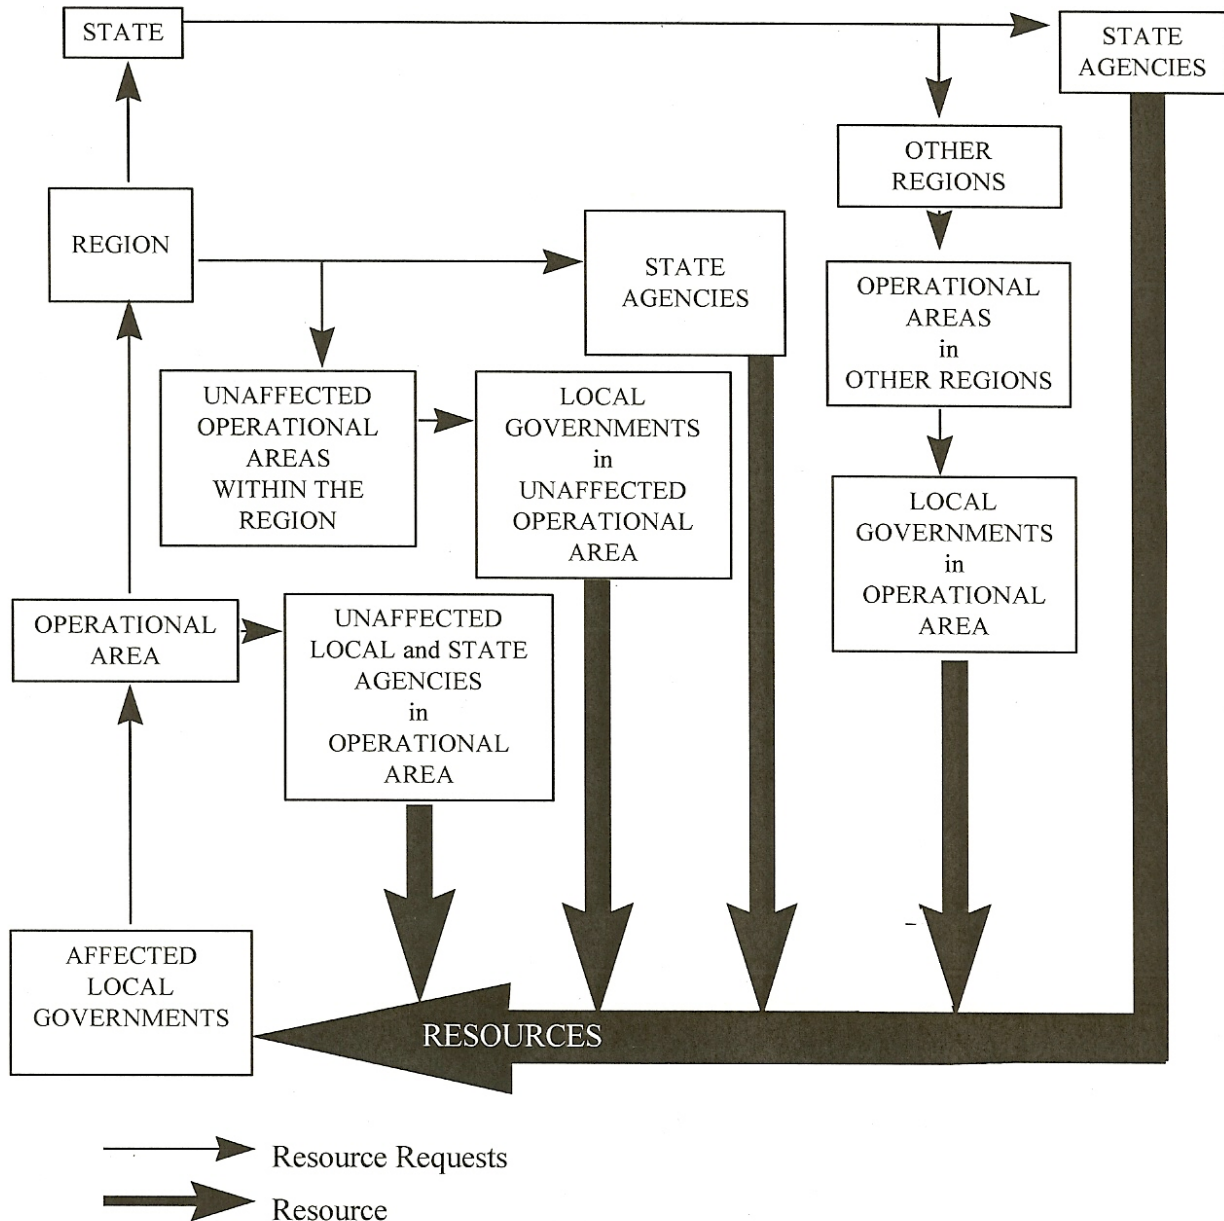 STATE
STATE
AGENCIES
OTHER
REGIONS
REGION
STATE
AGENCIES
OPERATIONAL
AREAS
in
OTHER REGIONS
UNAFFECTED
OPERATIONAL
AREAS
WITHIN THE
REGION
LOCAL
GOVERNMENTS
in
UNAFFECTED
OPERATIONAL
AREA
LOCAL
GOVERNMENTS
in
OPERATIONAL
AREA
OPERATIONAL
AREA
UNAFFECTED
LOCAL and STATE
AGENCIES
in
OPERATIONAL
AREA
AFFECTED
LOCAL
GOVERNMENTS
RESOURCES
Resource Requests
Resource